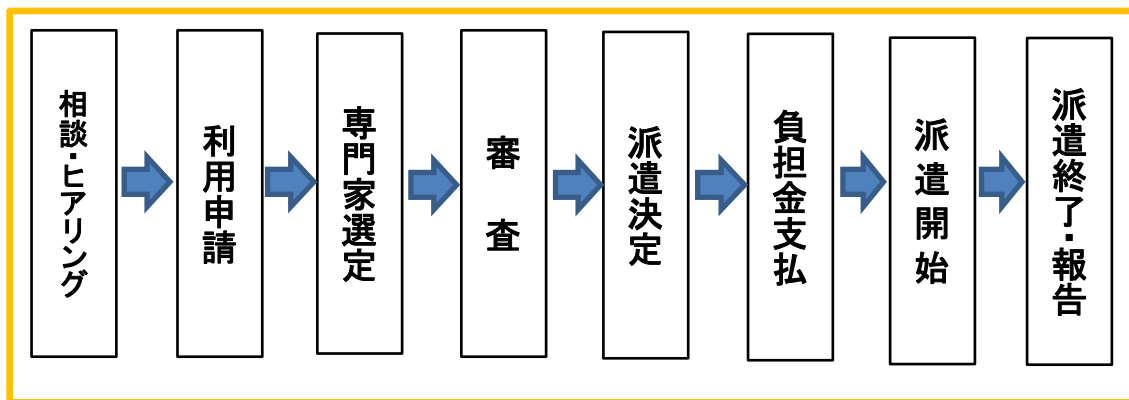 相談・ヒアリング
利用申請
専門家選定
審査
派遣決定
負担金支払
派遣開始
派遣終了・報告